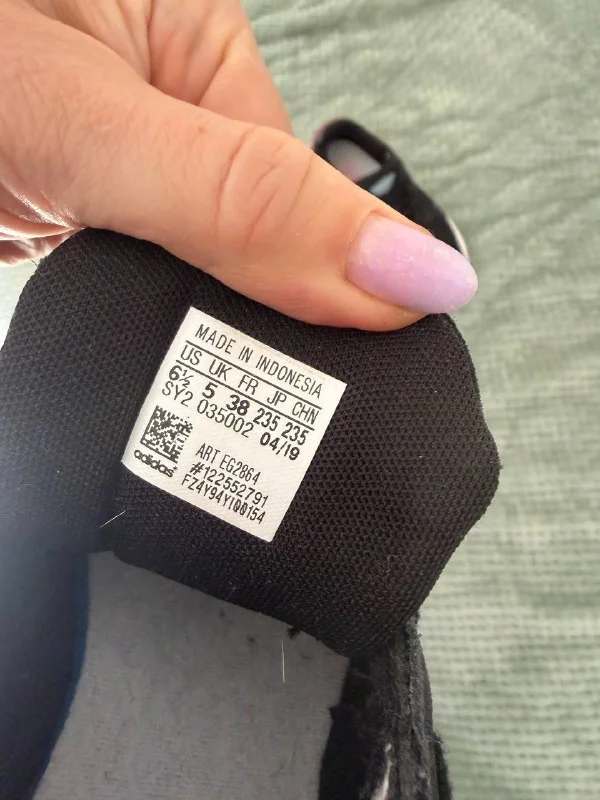 MADE IN INDONESIA
US UK FR JP CHN
6½ 5 38 235 235
SY2 035002 04/19
ART EG2864
#122552791
adidas FZ4Y94YI00154